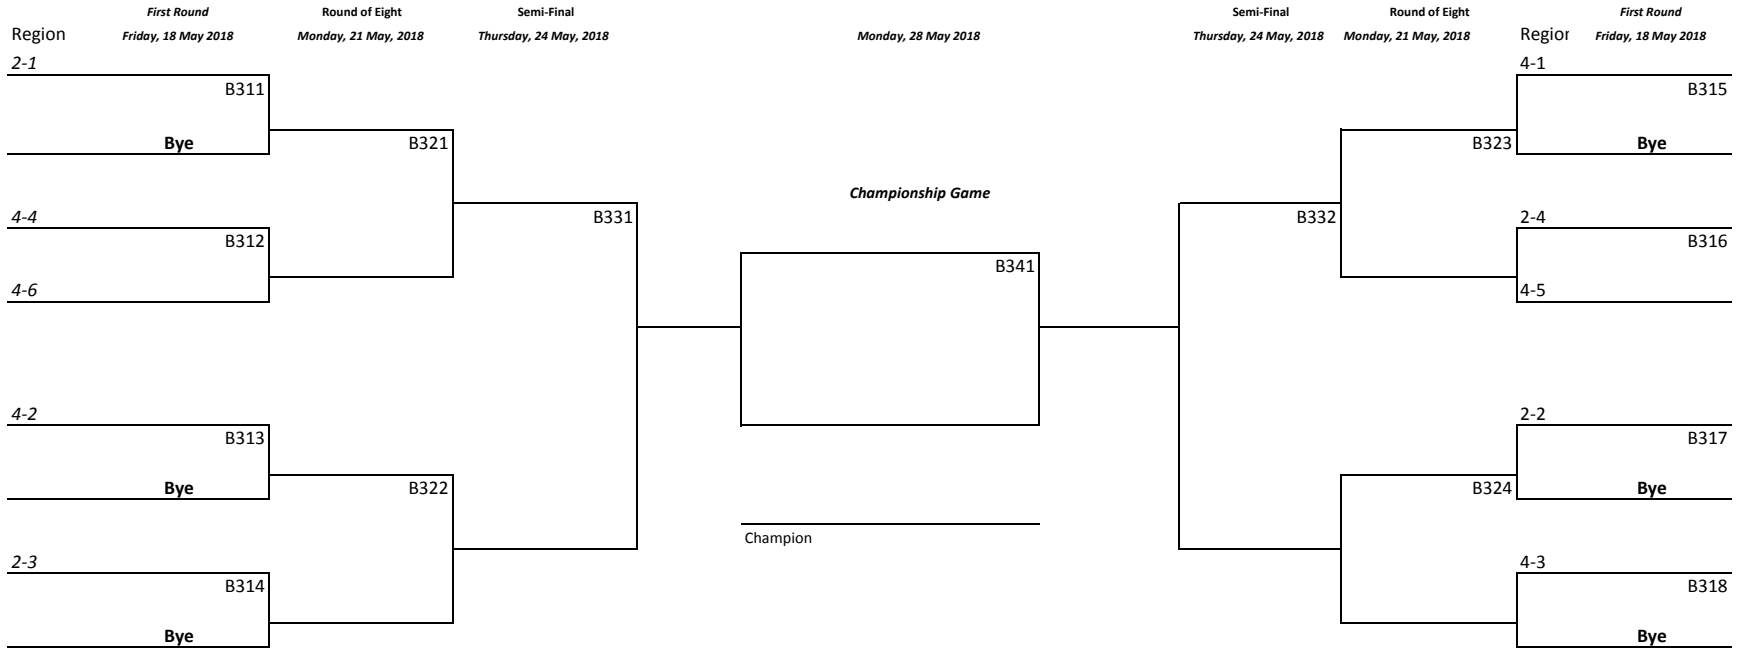 First Round Round of Eight Semi-Final Semi-Final Round of Eight First Round
Region Friday, 18 May 2018 Monday, 21 May, 2018 Thursday, 24 May, 2018 Monday, 28 May 2018 Thursday, 24 May, 2018 Monday, 21 May, 2018 Region Friday, 18 May 2018
2-1 4-1
B311 B315
Bye B321 B323 Bye
Championship Game
4-4 B331 B332 2-4
B312 B316
B341
4-6 4-5
4-2 2-2
B313 B317
Bye B322 B324 Bye
Champion
2-3 4-3
B314 B318
Bye Bye